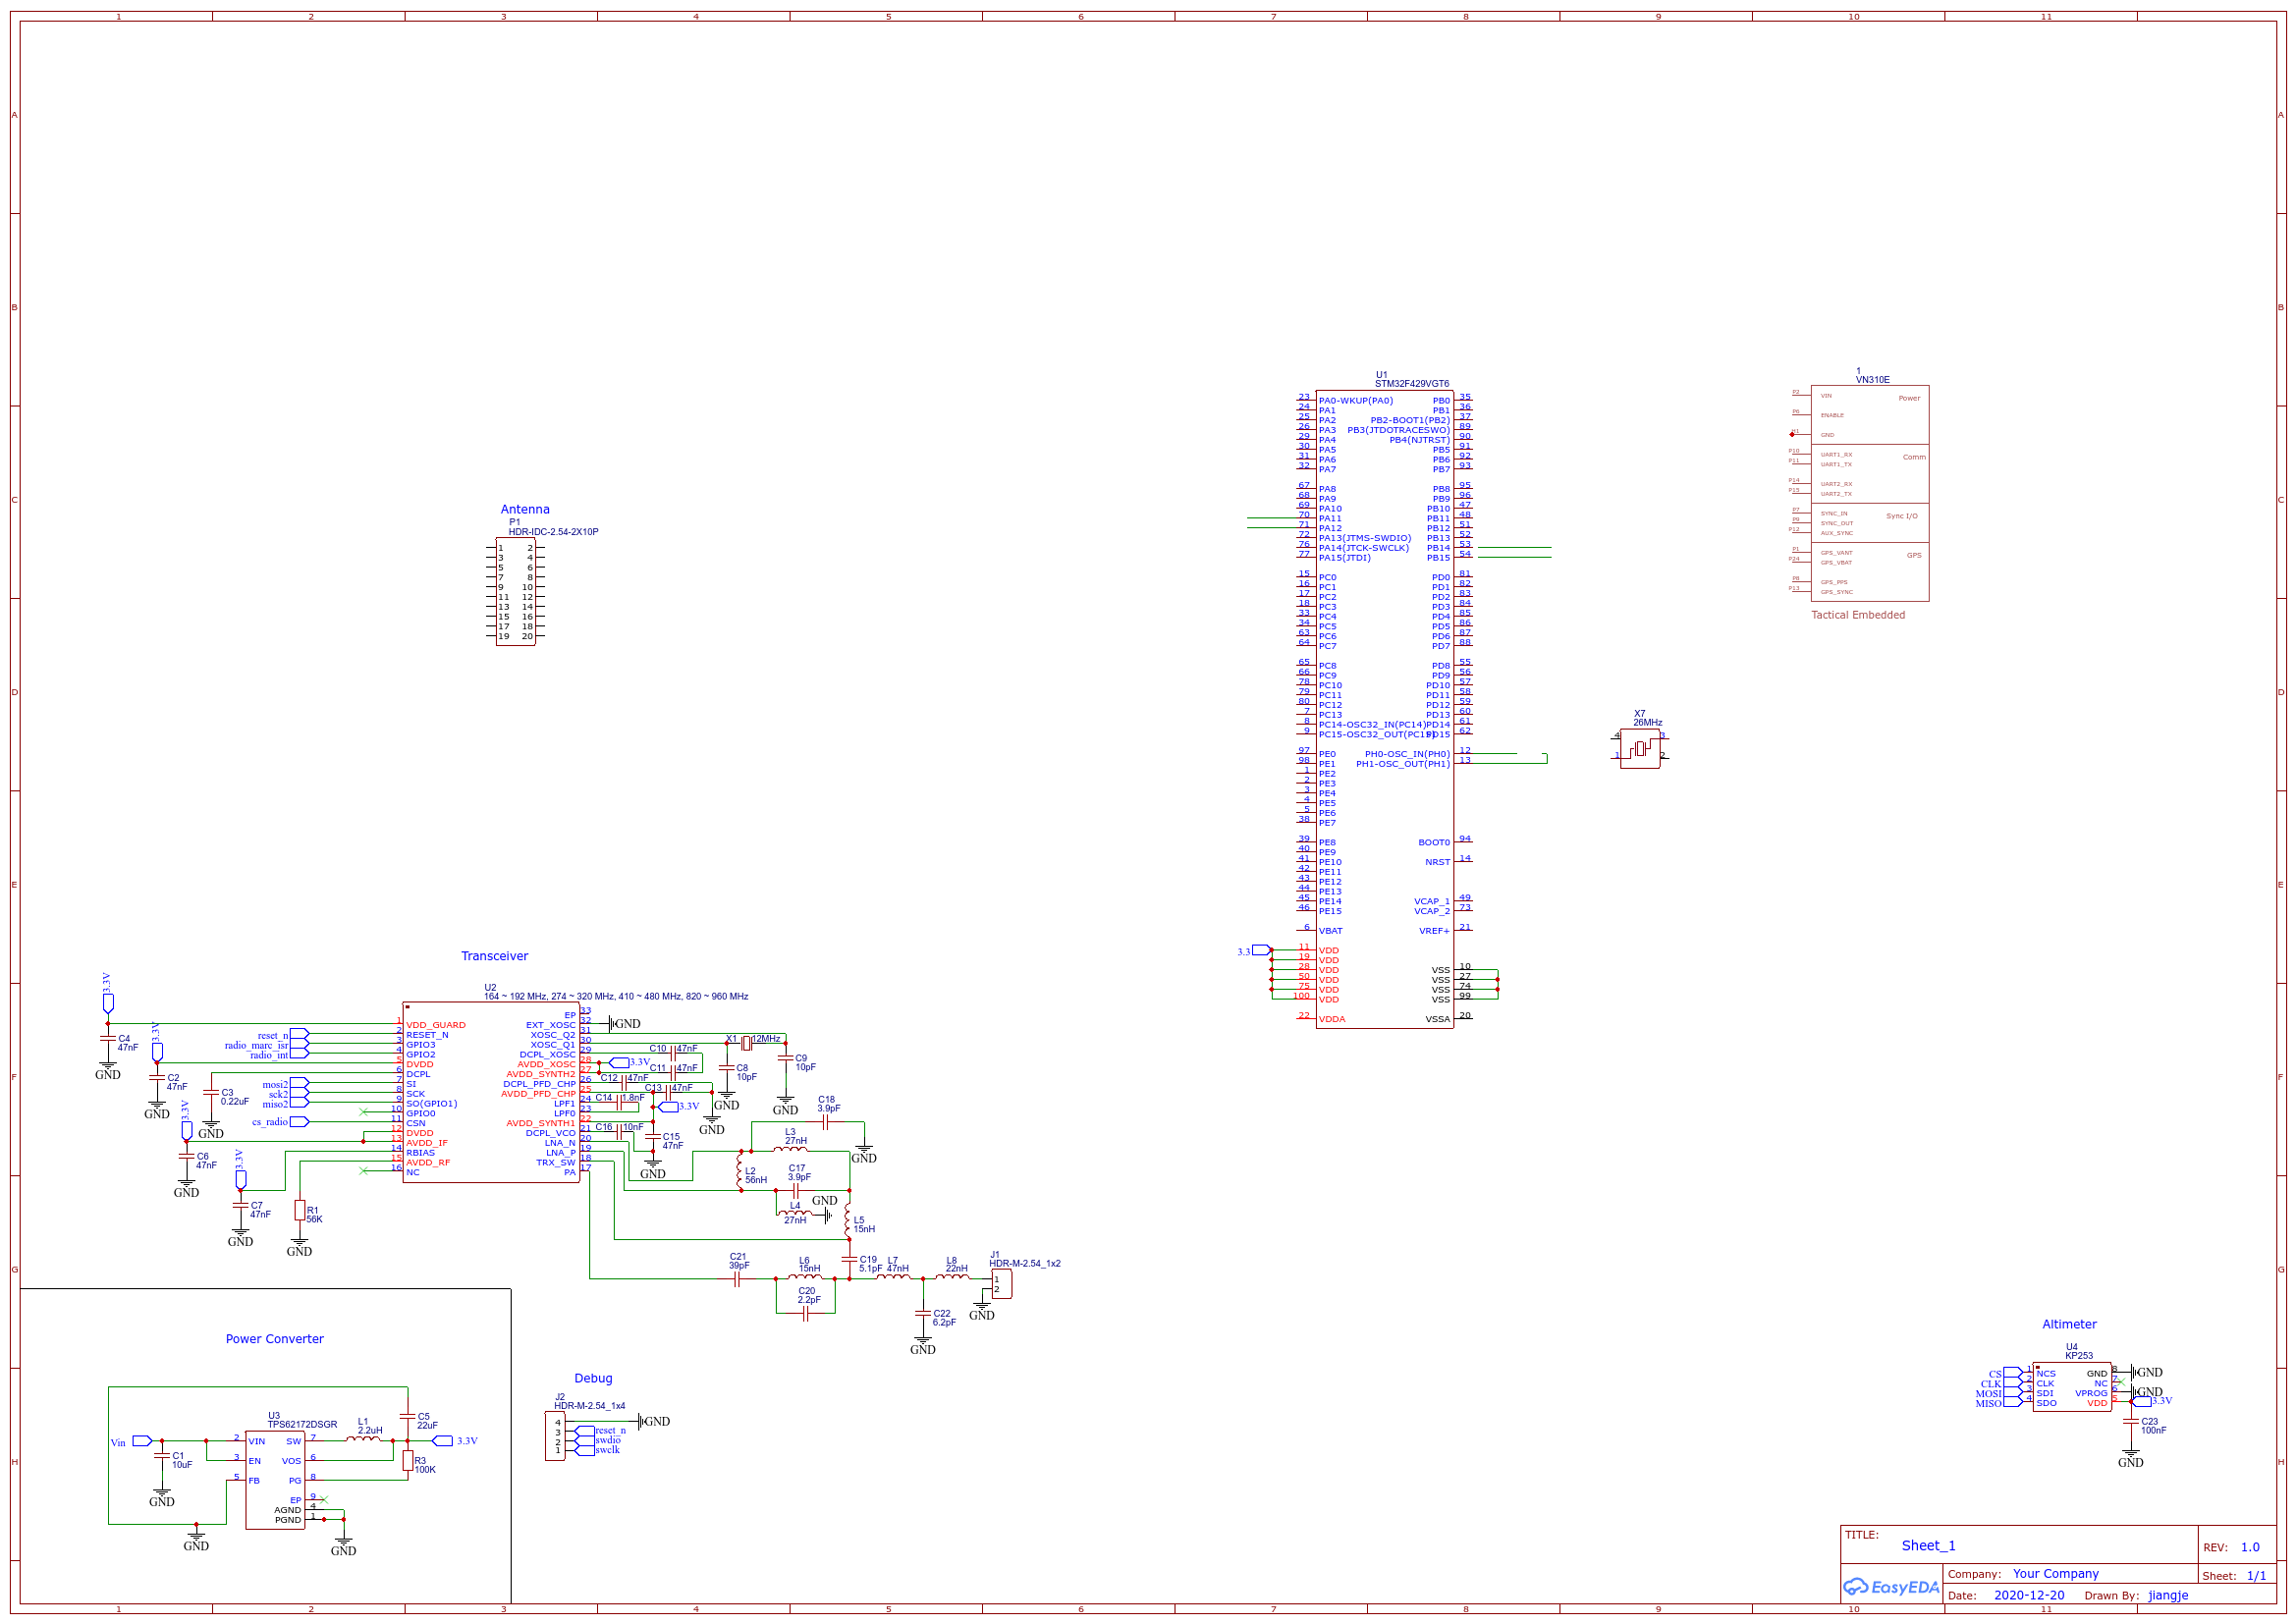 1 2 3 4 5 6 7 8 9 10 11
A
B
C
D
E
F
G
H
A
B
C
D
E
F
G
H
Antenna
P1
HDR-IDC-2.54-2X10P
1 2
3 4
5 6
7 8
9 10
11 12
13 14
15 16
17 18
19 20
U1
STM32F429VGT6
23 PA0-WKUP(PA0) PB0 35
24 PA1 PB1 36
25 PA2 PB2-BOOT1(PB2) 37
26 PA3 PB3(JTDOTRACESWO) 89
29 PA4 PB4(NJTRST) 90
30 PA5 PB5 91
31 PA6 PB6 92
32 PA7 PB7 93
67 PA8 PB8 95
68 PA9 PB9 96
69 PA10 PB10 47
70 PA11 PB11 48
71 PA12 PB12 51
72 PA13(JTMS-SWDIO) PB13 52
76 PA14(JTCK-SWCLK) PB14 53
77 PA15(JTDI) PB15 54
15 PC0 PD0 81
16 PC1 PD1 82
17 PC2 PD2 83
18 PC3 PD3 84
33 PC4 PD4 85
34 PC5 PD5 86
63 PC6 PD6 87
64 PC7 PD7 88
65 PC8 PD8 55
66 PC9 PD9 56
78 PC10 PD10 57
79 PC11 PD11 58
80 PC12 PD12 59
7 PC13 PD13 60
8 PC14-OSC32_IN(PC14) PD14 61
9 PC15-OSC32_OUT(PC15) PD15 62
97 PE0 PH0-OSC_IN(PH0) 12
98 PE1 PH1-OSC_OUT(PH1) 13
1 PE2
2 PE3
3 PE4
4 PE5
5 PE6
38 PE7
39 PE8 BOOT0 94
40 PE9
41 PE10 NRST 14
42 PE11
43 PE12
44 PE13
45 PE14 VCAP_1 49
46 PE15 VCAP_2 73
6 VBAT VREF+ 21
3.3 11 VDD
19 VDD
28 VDD VSS 10
50 VDD VSS 27
75 VDD VSS 74
100 VDD VSS 99
22 VDDA VSSA 20
X7
26MHz
4 3
1 2
1
VN310E
P2 VIN Power
P6 ENABLE
GND
P10 UART1_RX Comm
P11 UART1_TX
P14 UART2_RX
P15 UART2_TX
P7 SYNC_IN Sync I/O
P9 SYNC_OUT
P12 AUX_SYNC
P1 GPS_VANT GPS
P24 GPS_VBAT
P8 GPS_PPS
P13 GPS_SYNC
Tactical Embedded
Transceiver
U2
164 ~ 192 MHz, 274 ~ 320 MHz, 410 ~ 480 MHz, 820 ~ 960 MHz
1 VDD_GUARD
2 RESET_N
3 GPIO3
4 GPIO2
5 DVDD
6 DCPL
7 SI
8 SCK
9 SO(GPIO1)
10 GPIO0
11 CSN
12 DVDD
13 AVDD_IF
14 RBIAS
15 AVDD_RF
16 NC
EP 33
EXT_XOSC 32
XOSC_Q2 31
XOSC_Q1 30
DCPL_XOSC 29
AVDD_XOSC 28
AVDD_SYNTH2 27
DCPL_PFD_CHP 26
AVDD_PFD_CHP 25
LPF1 24
LPF0 23
AVDD_SYNTH1 22
DCPL_VCO 21
LNA_N 20
LNA_P 19
TRX_SW 18
PA 17
reset_n
radio_marc_isr
radio_int
mosi2
sck2
miso2
cs_radio
3.3V
C4
47nF
GND
3.3V
C2
47nF
GND
C3
0.22uF
GND
3.3V
C6
47nF
GND
3.3V
C7
47nF
GND
R1
56K
GND
GND
X1 12MHz
C10 47nF
3.3V
C11 47nF
C12 47nF
C13 47nF
C14 1.8nF
3.3V
C16 10nF
C8
10pF
GND
C9
10pF
GND
GND
C15
47nF
GND
C18
3.9pF
GND
L3
27nH
L2
56nH
C17
3.9pF
GND
L4
27nH
L5
15nH
C21
39pF
L6
15nH
C20
2.2pF
C19
5.1pF
L7
47nH
L8
22nH
C22
6.2pF
GND
J1
HDR-M-2.54_1x2
1
2
GND
Power Converter
U3
TPS62172DSGR
Vin
C1
10uF
GND
2 VIN SW 7
3 EN VOS 6
5 FB PG 8
EP 9
AGND 4
PGND 1
L1
2.2uH
C5
22uF
3.3V
R3
100K
GND
GND
Debug
J2
HDR-M-2.54_1x4
4 GND
3 reset_n
2 swdio
1 swclk
Altimeter
U4
KP253
CS 1 NCS GND 8 GND
CLK 2 CLK NC 7
MOSI 3 SDI VPROG 6 GND
MISO 4 SDO VDD 5 3.3V
C23
100nF
GND
TITLE:
Sheet_1
REV: 1.0
EasyEDA
Company: Your Company
Sheet: 1/1
Date: 2020-12-20 Drawn By: jiangje
1 2 3 4 5 6 7 8 9 10 11